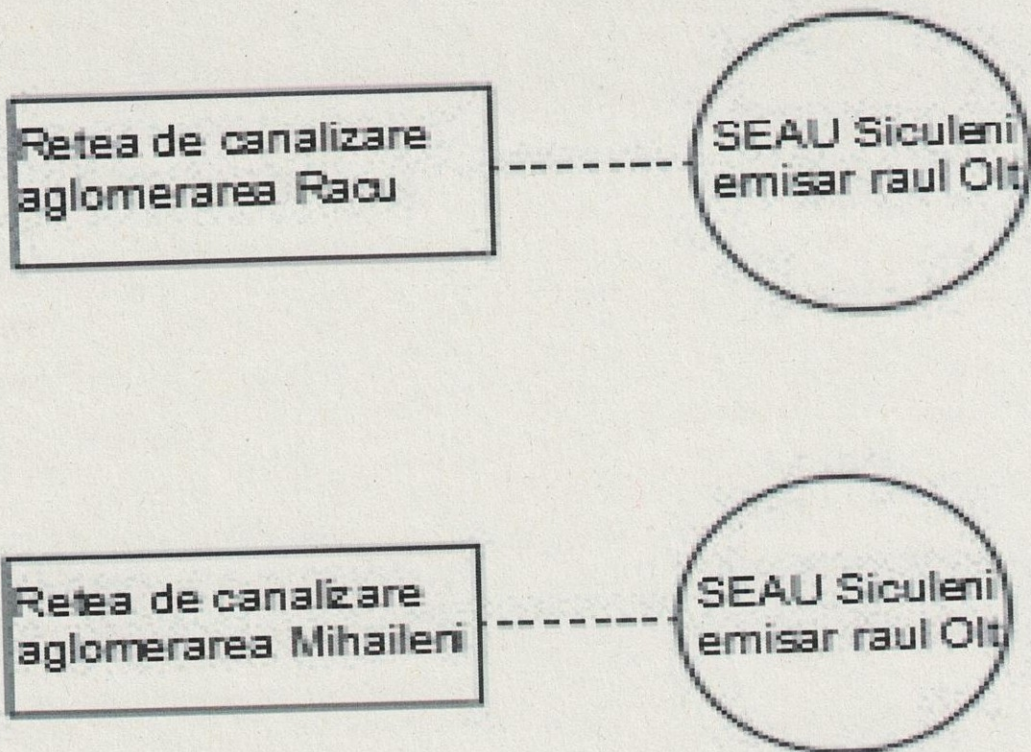 Retea de canalizare
aglomerarea Racu
SEAU Siculeni
emisar raul Olt
Retea de canalizare
aglomerarea Mihaileni
SEAU Siculeni
emisar raul Olt